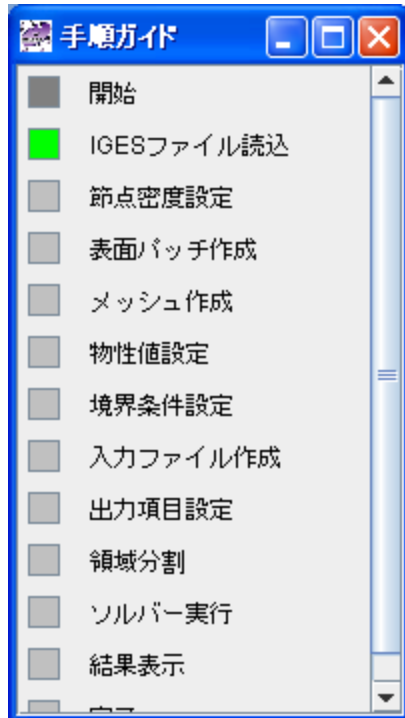 手順ガイド
開始
IGESファイル読込
節点密度設定
表面パッチ作成
メッシュ作成
物性値設定
境界条件設定
入力ファイル作成
出力項目設定
領域分割
ソルバー実行
結果表示